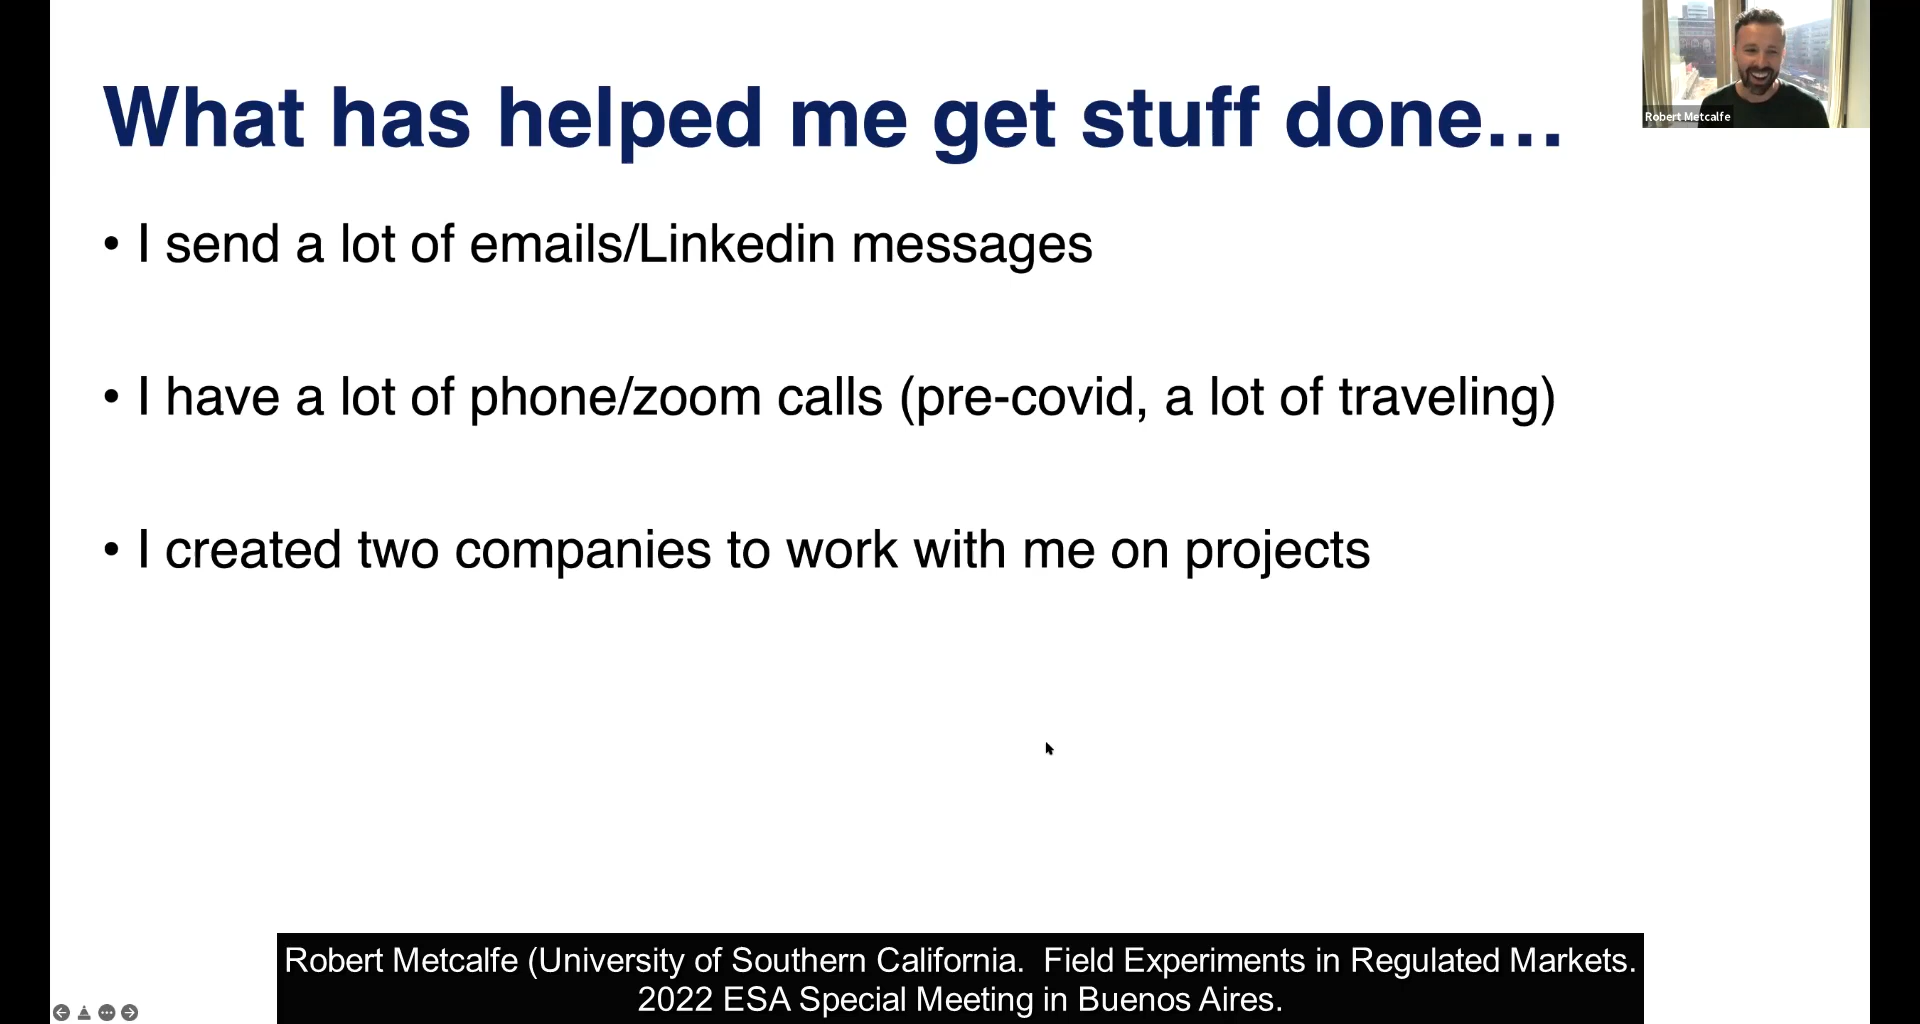 What has helped me get stuff done…
Robert Metcalfe
• I send a lot of emails/Linkedin messages
• I have a lot of phone/zoom calls (pre-covid, a lot of traveling)
• I created two companies to work with me on projects
Robert Metcalfe (University of Southern California.  Field Experiments in Regulated Markets.
2022 ESA Special Meeting in Buenos Aires.